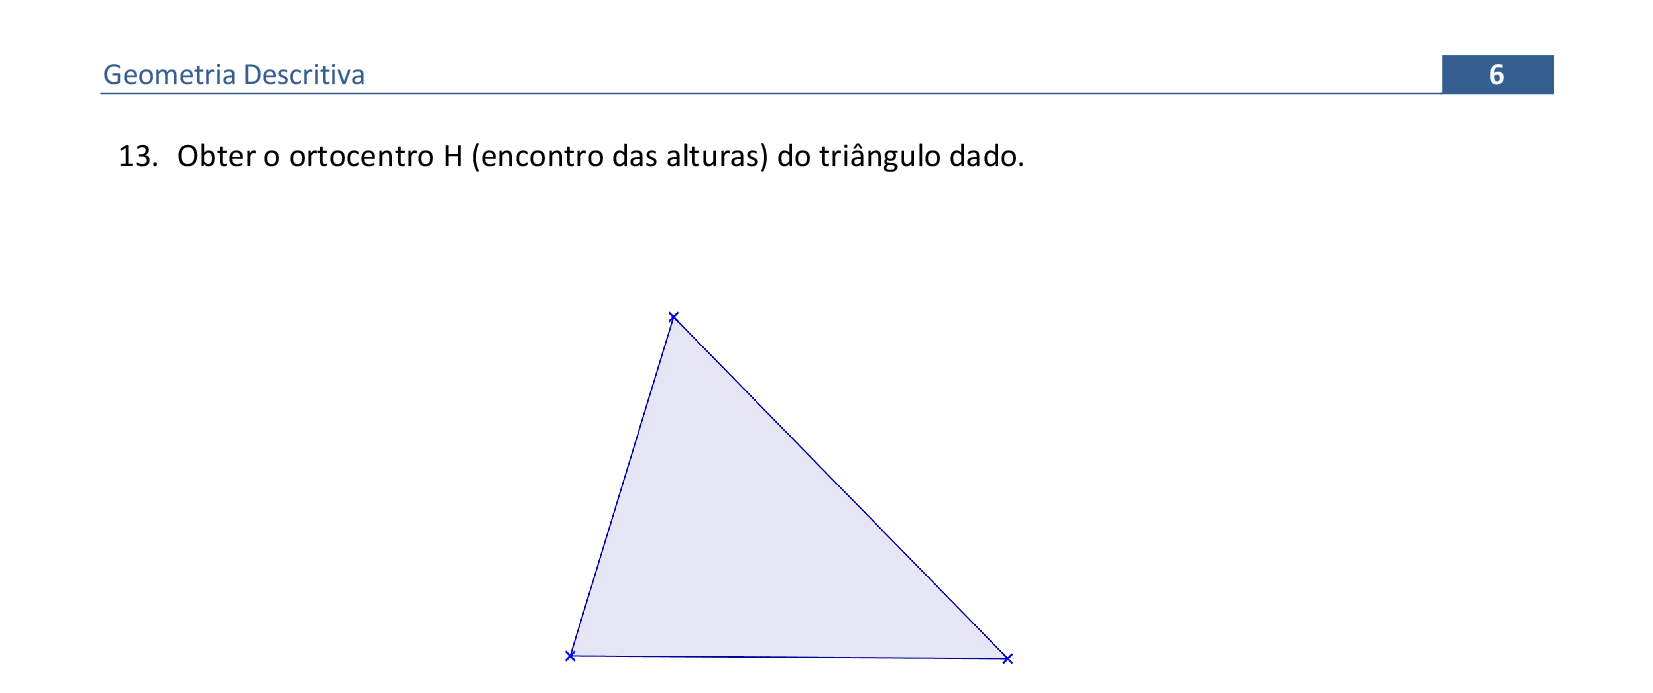 Geometria Descritiva
6
13. Obter o ortocentro H (encontro das alturas) do triângulo dado.